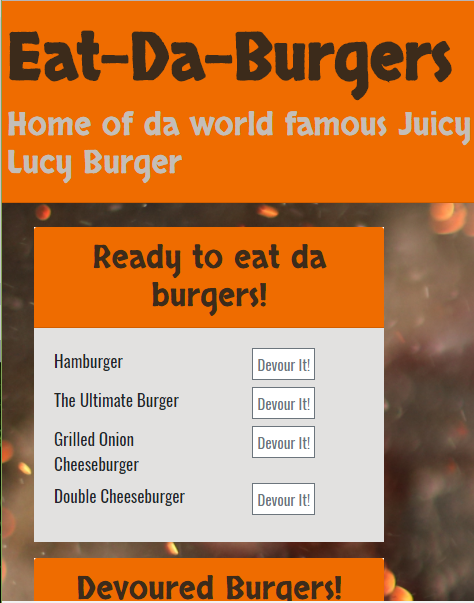 Eat-Da-Burgers
Home of da world famous Juicy
Lucy Burger
Ready to eat da
burgers!
Hamburger
Devour It!
The Ultimate Burger
Devour It!
Grilled Onion
Cheeseburger
Devour It!
Double Cheeseburger
Devour It!
Devoured Burgers!